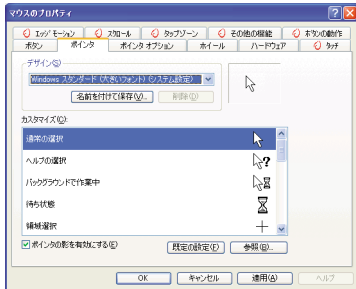 マウスのプロパティ
エッジ モーション スクロール タップゾーン その他の機能 ボタンの動作
ボタン ポインタ ポインタ オプション ホイール ハードウェア タッチ
デザイン(S)
Windows スタンダード (大きいフォント) (システム設定)
名前を付けて保存(V)... 削除(D)
カスタマイズ(C):
通常の選択
ヘルプの選択
バックグラウンドで作業中
待ち状態
領域選択
ポインタの影を有効にする(E) 既定の設定(F) 参照(B)...
OK キャンセル 適用(A) ヘルプ